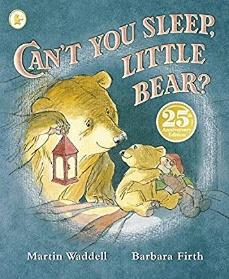 CAN'T YOU SLEEP,
LITTLE
BEAR?
25th
Anniversary
Edition
Martin Waddell Barbara Firth